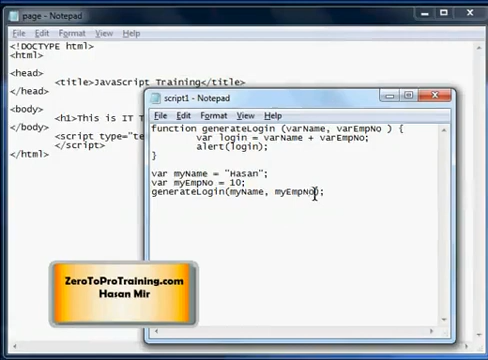 page - Notepad
File Edit Format View Help
<!DOCTYPE html>
<html>
<head>
<title>JavaScript Training</title>
</head>
<body>
<h1>This is IT T
</body>
<script type="te
</script>
</html>
script1 - Notepad
File Edit Format View Help
function generateLogin (varName, varEmpNo ) {
var login = varName + varEmpNo;
alert(login);
}
var myName = "Hasan";
var myEmpNo = 10;
generateLogin(myName, myEmpNo);
ZeroToProTraining.com
Hasan Mir